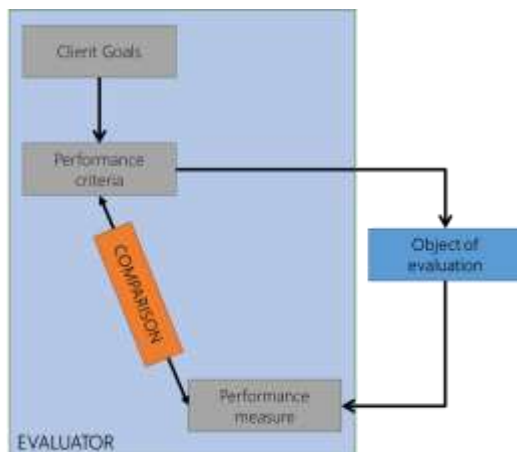 Client Goals
Performance
criteria
Object of
evaluation
COMPARISON
Performance
measure
EVALUATOR